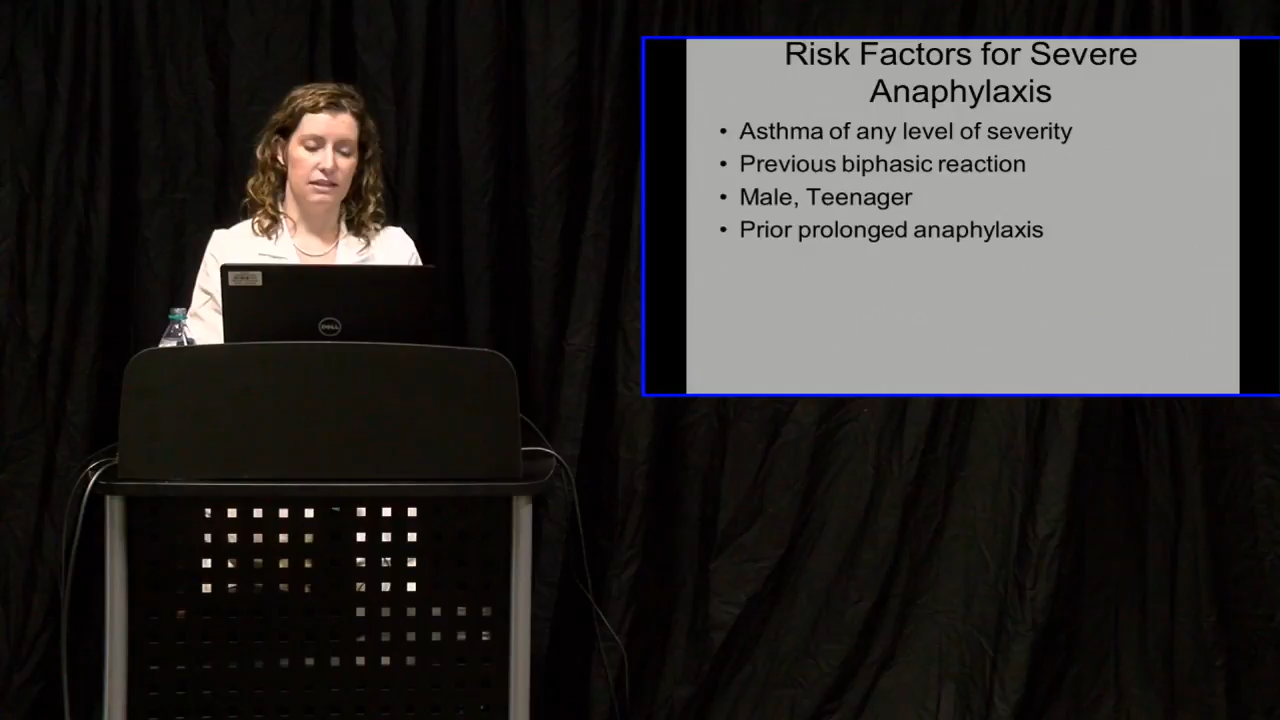 Risk Factors for Severe
Anaphylaxis
• Asthma of any level of severity
• Previous biphasic reaction
• Male, Teenager
• Prior prolonged anaphylaxis
DELL